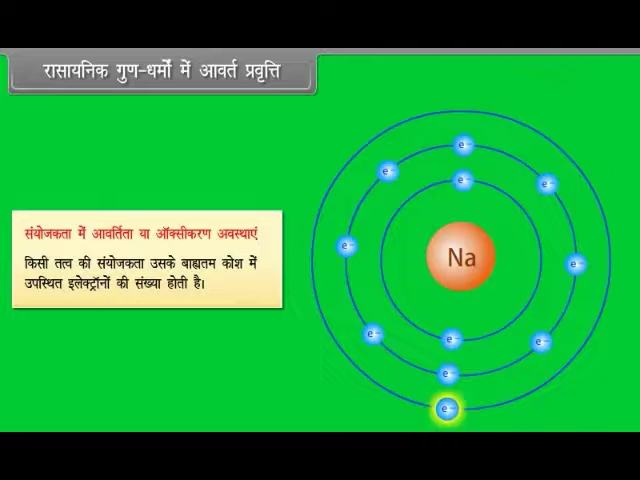 रासायनिक गुण-धर्मों में आवर्त प्रवृत्ति
संयोजकता में आवर्तिता या ऑक्सीकरण अवस्थाएं
किसी तत्व की संयोजकता उसके बाह्यतम कोश में
उपस्थित इलेक्ट्रॉनों की संख्या होती है।
e−
e−
e−
e−
e−
Na
e−
e−
e−
e−
e−
e−